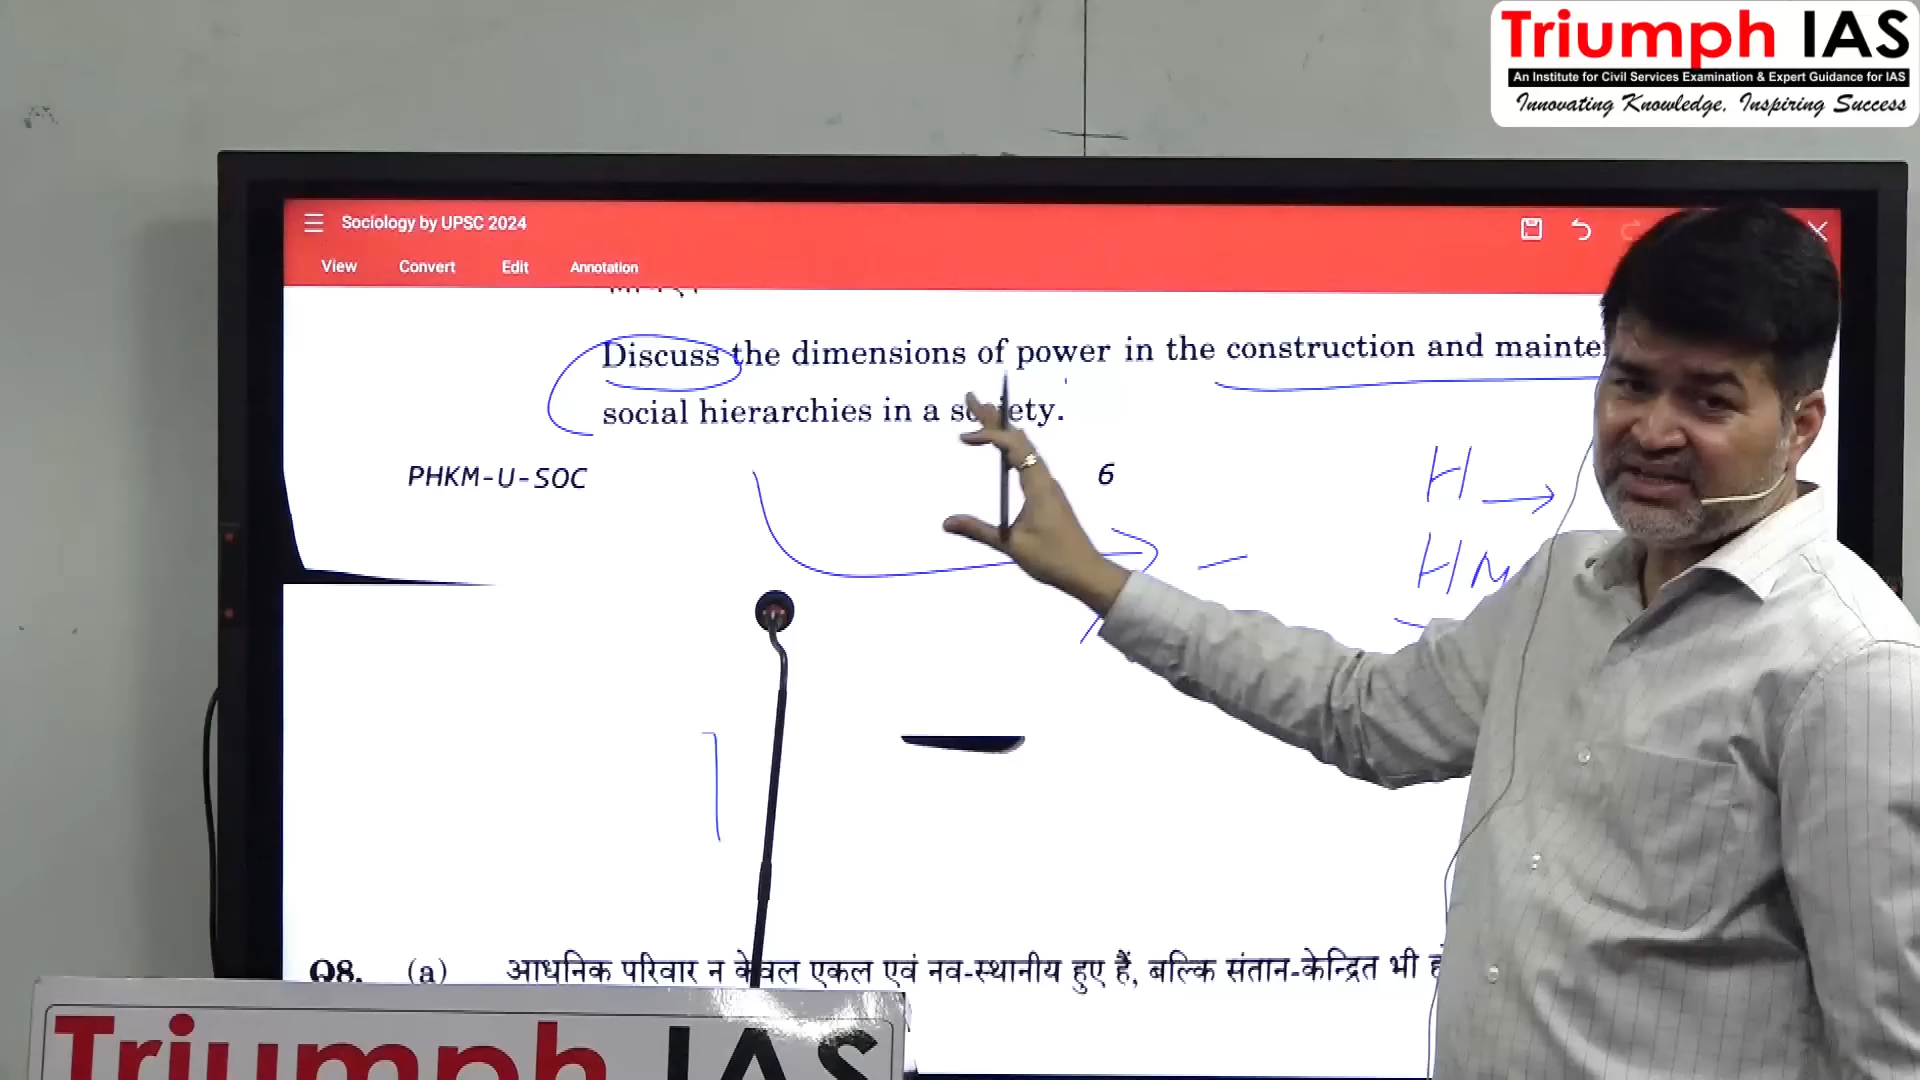 Triumph IAS
An Institute for Civil Services Examination & Expert Guidance for IAS
Innovating Knowledge, Inspiring Success
Sociology by UPSC 2024
View Convert Edit Annotation
Discuss the dimensions of power in the construction and mainte
social hierarchies in a society.
H
PHKM-U-SOC 6
HM
Q8. (a) आधुनिक परिवार न केवल एकल एवं नव-स्थानीय हुए हैं, बल्कि संतान-केन्द्रित भी
Triumph IAS